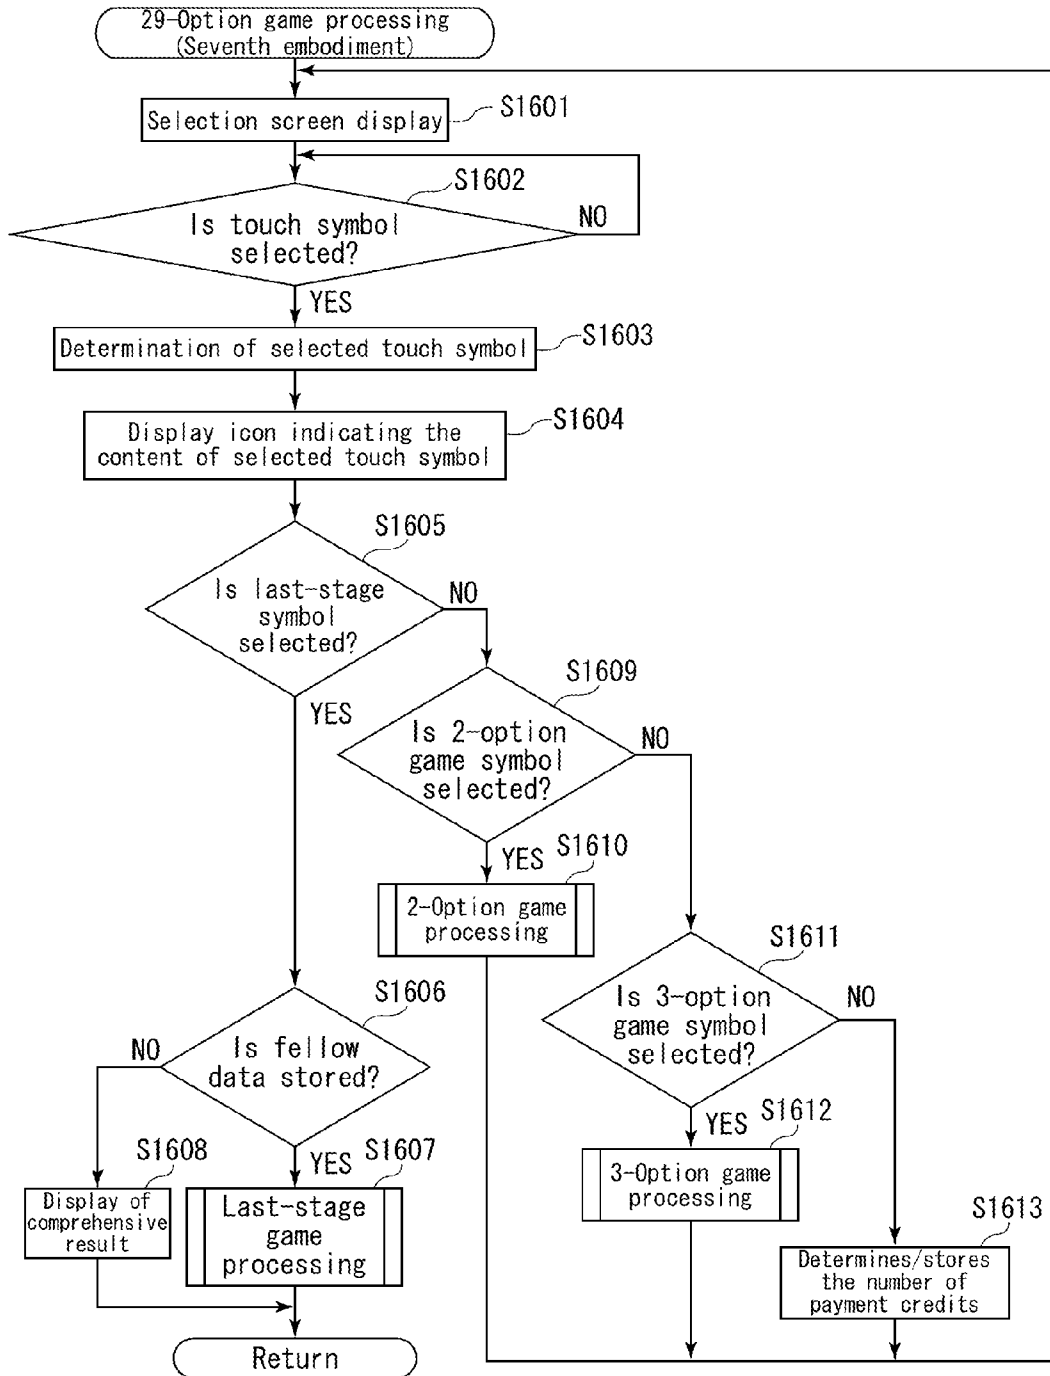 29-Option game processing
(Seventh embodiment)
Selection screen display
S1601
S1602
Is touch symbol
selected?
NO
YES
Determination of selected touch symbol
S1603
Display icon indicating the
content of selected touch symbol
S1604
S1605
Is last-stage
symbol
selected?
NO
YES
S1609
Is 2-option
game symbol
selected?
NO
YES
S1610
2-Option game
processing
S1611
Is 3-option
game symbol
selected?
NO
YES
S1612
3-Option game
processing
S1613
Determines/stores
the number of
payment credits
S1606
Is fellow
data stored?
NO
YES
S1608
Display of
comprehensive
result
S1607
Last-stage
game
processing
Return